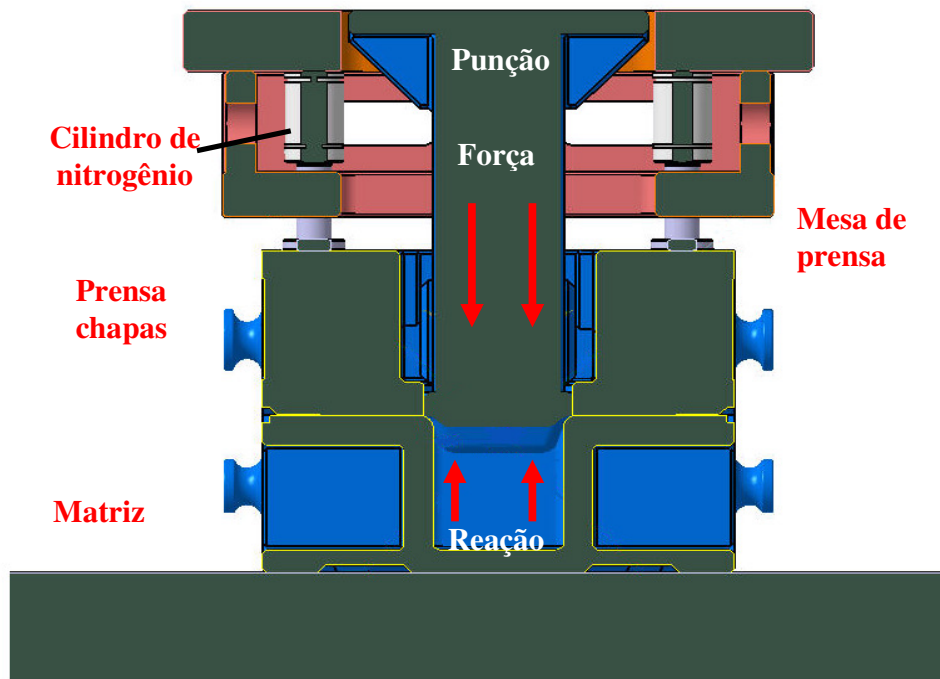 Punção
Cilindro de
nitrogênio
Força
Mesa de
prensa
Prensa
chapas
Matriz
Reação